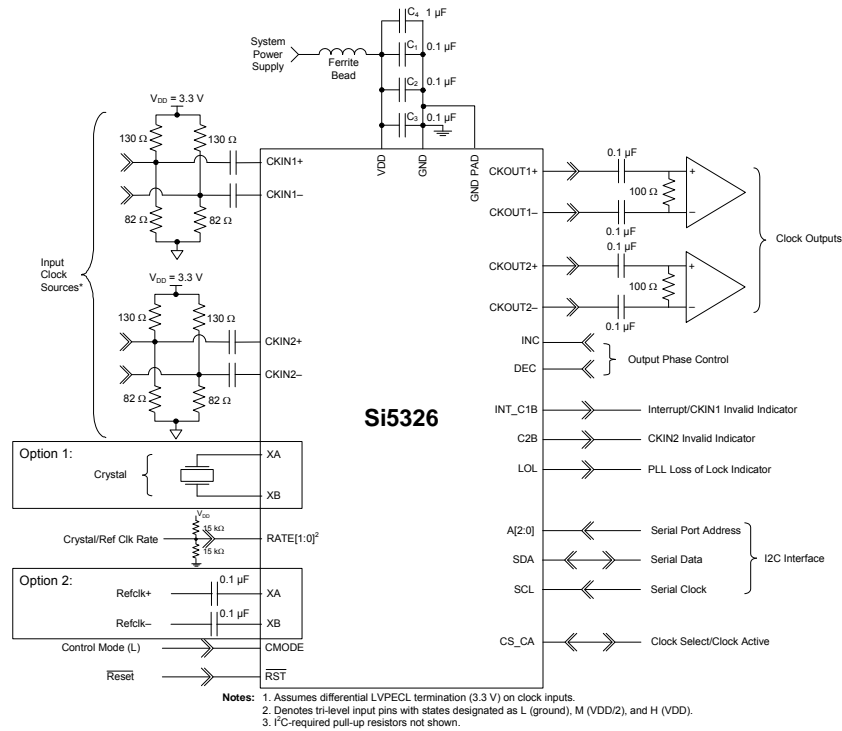 C4 1 µF
System
Power
Supply
Ferrite
Bead
C1 0.1 µF
C2 0.1 µF
C3 0.1 µF
VDD
GND
GND PAD
VDD = 3.3 V
130 Ω
130 Ω
82 Ω
82 Ω
CKIN1+
CKIN1–
Input
Clock
Sources*
VDD = 3.3 V
130 Ω
130 Ω
82 Ω
82 Ω
CKIN2+
CKIN2–
Option 1:
Crystal
XA
XB
Crystal/Ref Clk Rate
VDD
15 kΩ
15 kΩ
RATE[1:0]²
Option 2:
Refclk+
0.1 µF
XA
Refclk–
0.1 µF
XB
Control Mode (L)
CMODE
Reset
RST
Si5326
CKOUT1+
0.1 µF
100 Ω
+
–
CKOUT1–
0.1 µF
CKOUT2+
0.1 µF
100 Ω
+
–
CKOUT2–
0.1 µF
Clock Outputs
INC
DEC
Output Phase Control
INT_C1B
Interrupt/CKIN1 Invalid Indicator
C2B
CKIN2 Invalid Indicator
LOL
PLL Loss of Lock Indicator
A[2:0]
Serial Port Address
SDA
Serial Data
I2C Interface
SCL
Serial Clock
CS_CA
Clock Select/Clock Active
Notes: 1. Assumes differential LVPECL termination (3.3 V) on clock inputs.
2. Denotes tri-level input pins with states designated as L (ground), M (VDD/2), and H (VDD).
3. I²C-required pull-up resistors not shown.